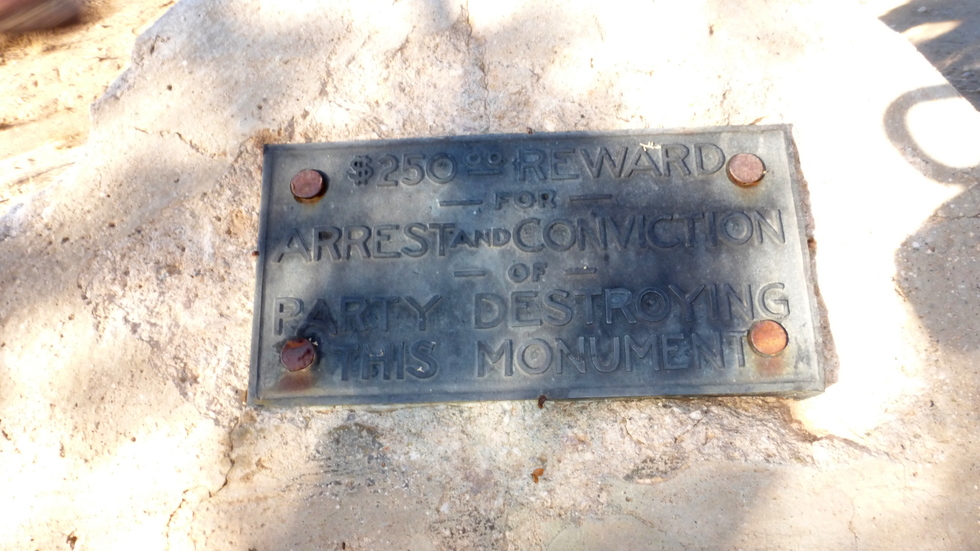 $250 00 REWARD
— FOR —
ARREST AND CONVICTION
— OF —
PARTY DESTROYING
THIS MONUMENT